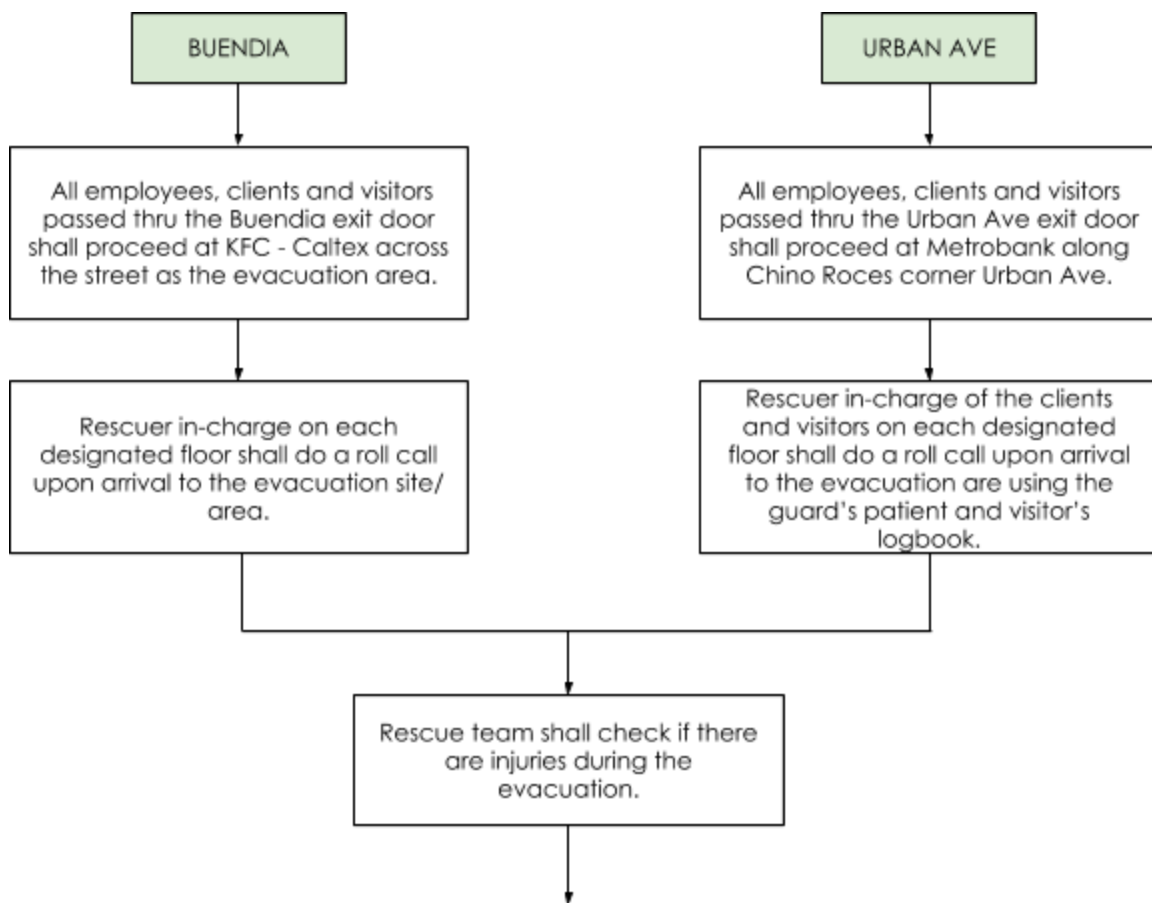 BUENDIA
All employees, clients and visitors
passed thru the Buendia exit door
shall proceed at KFC - Caltex across
the street as the evacuation area.
Rescuer in-charge on each
designated floor shall do a roll call
upon arrival to the evacuation site/
area.
URBAN AVE
All employees, clients and visitors
passed thru the Urban Ave exit door
shall proceed at Metrobank along
Chino Roces corner Urban Ave.
Rescuer in-charge of the clients
and visitors on each designated
floor shall do a roll call upon arrival
to the evacuation are using the
guard’s patient and visitor’s
logbook.
Rescue team shall check if there
are injuries during the
evacuation.